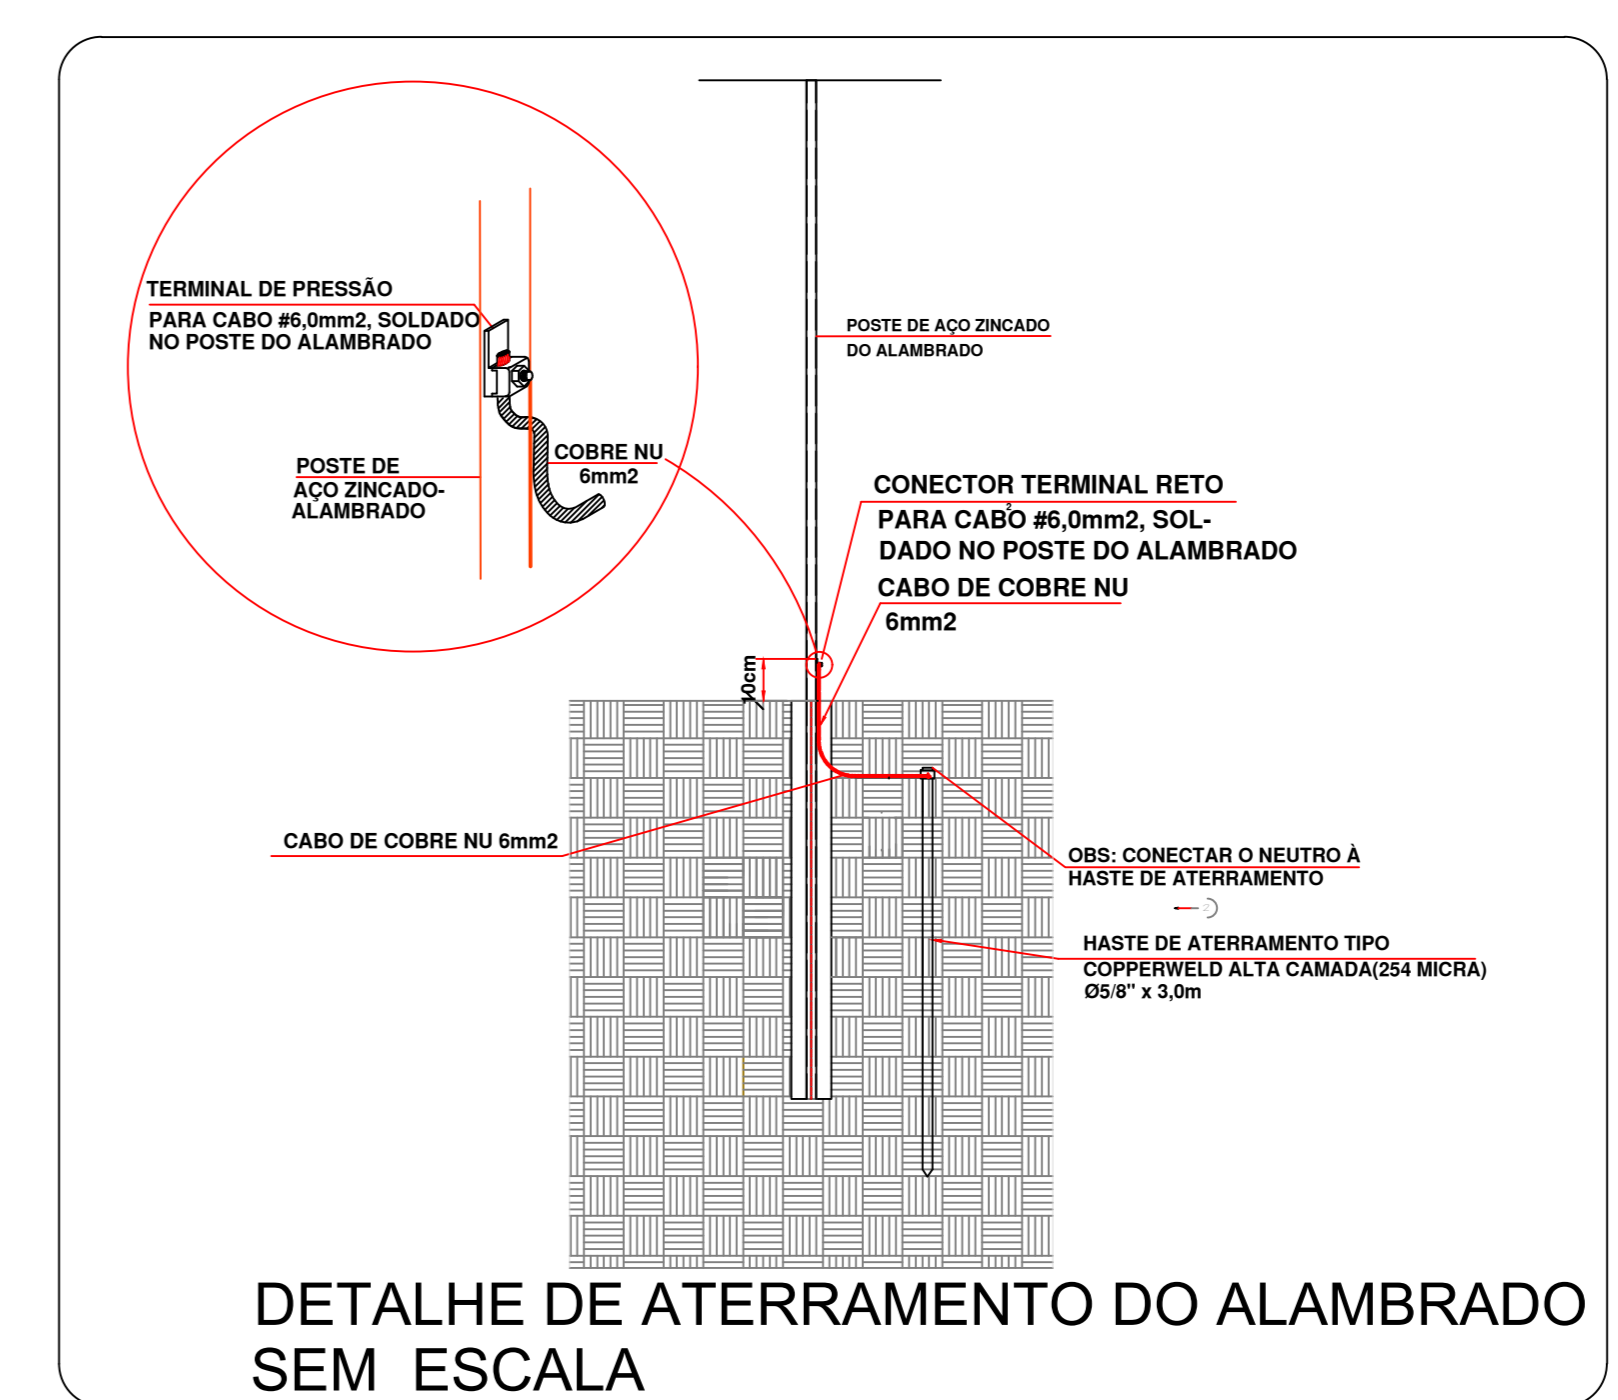 TERMINAL DE PRESSÃO
PARA CABO #6,0mm2, SOLDADO
NO POSTE DO ALAMBRADO
POSTE DE
AÇO ZINCADO-
ALAMBRADO
COBRE NU
6mm2
POSTE DE AÇO ZINCADO
DO ALAMBRADO
CONECTOR TERMINAL RETO
2
PARA CABO #6,0mm2, SOL-
DADO NO POSTE DO ALAMBRADO
CABO DE COBRE NU
6mm2
10cm
CABO DE COBRE NU 6mm2
OBS: CONECTAR O NEUTRO À
HASTE DE ATERRAMENTO
2
HASTE DE ATERRAMENTO TIPO
COPPERWELD ALTA CAMADA(254 MICRA)
Ø5/8" x 3,0m
DETALHE DE ATERRAMENTO DO ALAMBRADO
SEM ESCALA